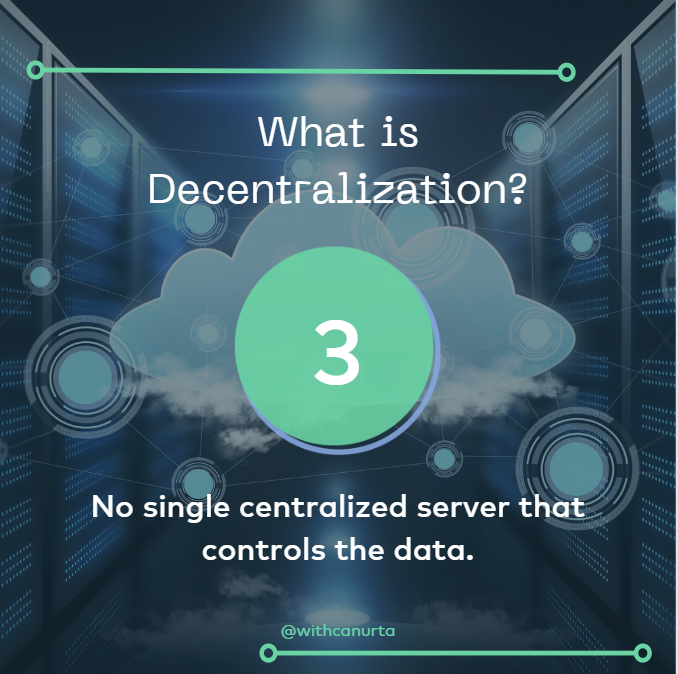 What is
Decentralization?
3
No single centralized server that
controls the data.
@withcanurta